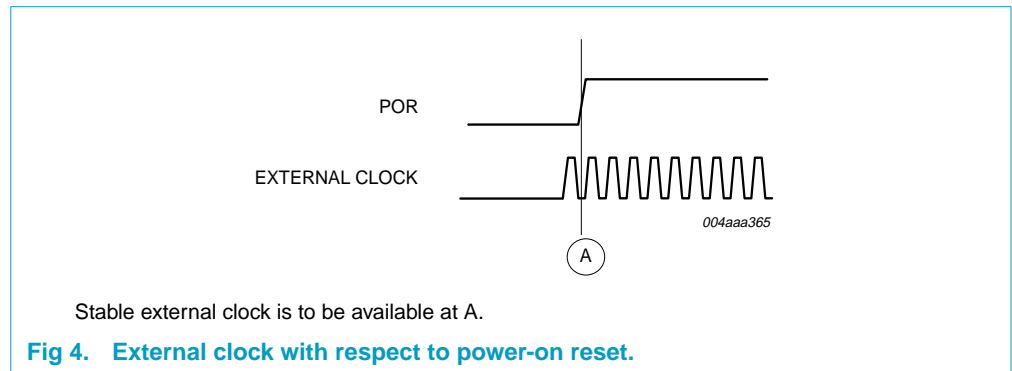 POR
EXTERNAL CLOCK
004aaa365
A
Stable external clock is to be available at A.
Fig 4. External clock with respect to power-on reset.